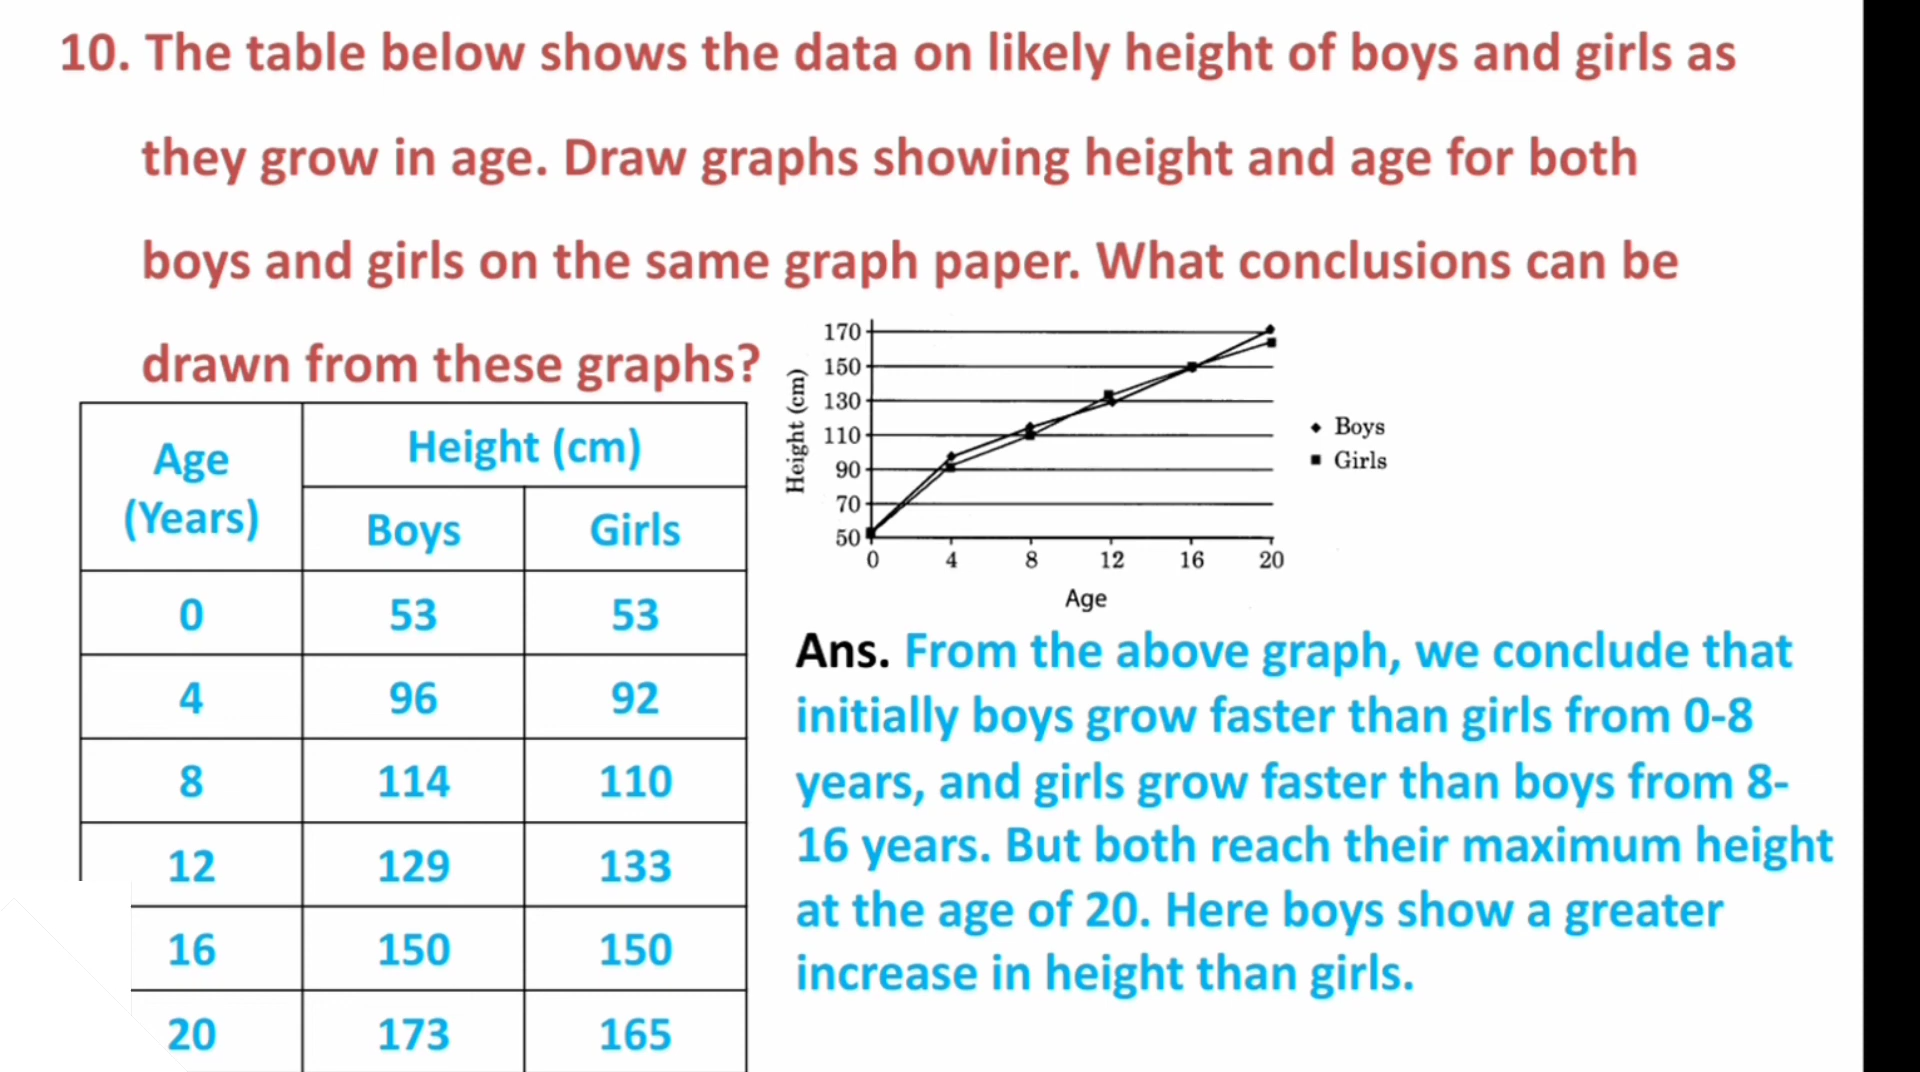 10. The table below shows the data on likely height of boys and girls as
they grow in age. Draw graphs showing height and age for both
boys and girls on the same graph paper. What conclusions can be
drawn from these graphs?
Age (Years) Height (cm)
Boys Girls
0 53 53
4 96 92
8 114 110
12 129 133
16 150 150
20 173 165
Height (cm)
170
150
130
110
90
70
50
0 4 8 12 16 20
Age
Boys
Girls
Ans. From the above graph, we conclude that
initially boys grow faster than girls from 0-8
years, and girls grow faster than boys from 8-
16 years. But both reach their maximum height
at the age of 20. Here boys show a greater
increase in height than girls.